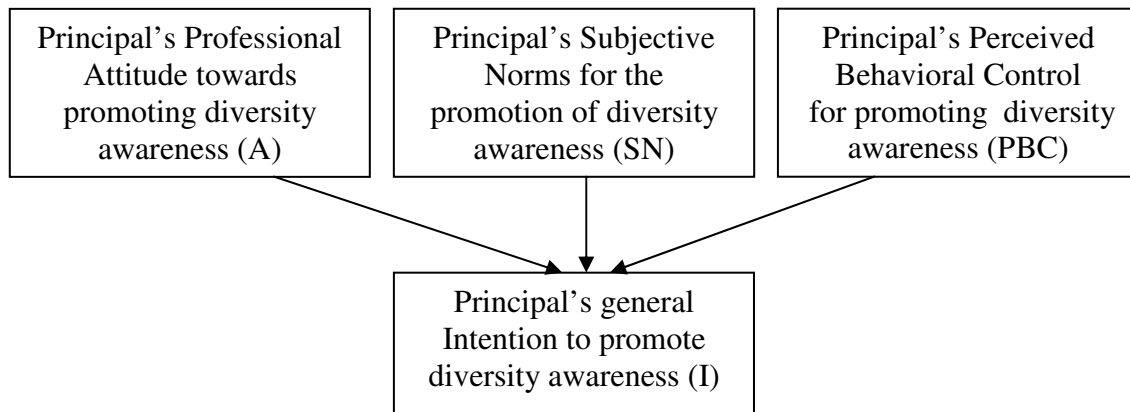 Principal’s Professional
Attitude towards
promoting diversity
awareness (A)
Principal’s Subjective
Norms for the
promotion of diversity
awareness (SN)
Principal’s Perceived
Behavioral Control
for promoting  diversity
awareness (PBC)
Principal’s general
Intention to promote
diversity awareness (I)